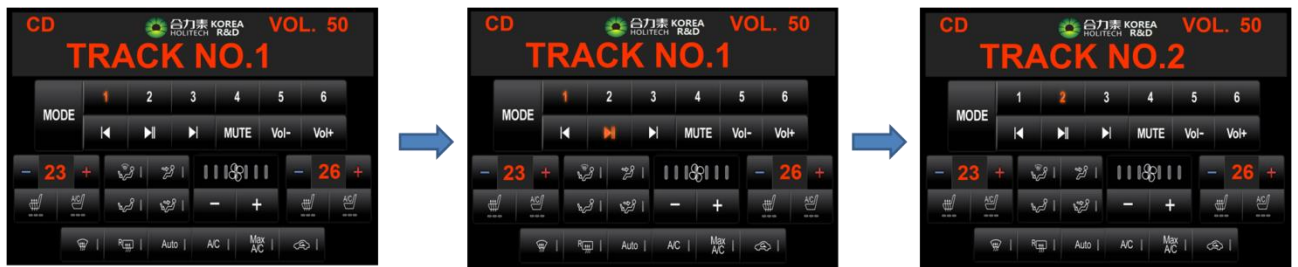 CD 合力泰 KOREA VOL. 50
HOLITECH R&D
TRACK NO.1
MODE 1 2 3 4 5 6
MUTE Vol- Vol+
- 23 + - 26 +
A/C A/C
- +
R Auto A/C Max A/C
CD 合力泰 KOREA VOL. 50
HOLITECH R&D
TRACK NO.1
MODE 1 2 3 4 5 6
MUTE Vol- Vol+
- 23 + - 26 +
A/C A/C
- +
R Auto A/C Max A/C
CD 合力泰 KOREA VOL. 50
HOLITECH R&D
TRACK NO.2
MODE 1 2 3 4 5 6
MUTE Vol- Vol+
- 23 + - 26 +
A/C A/C
- +
R Auto A/C Max A/C